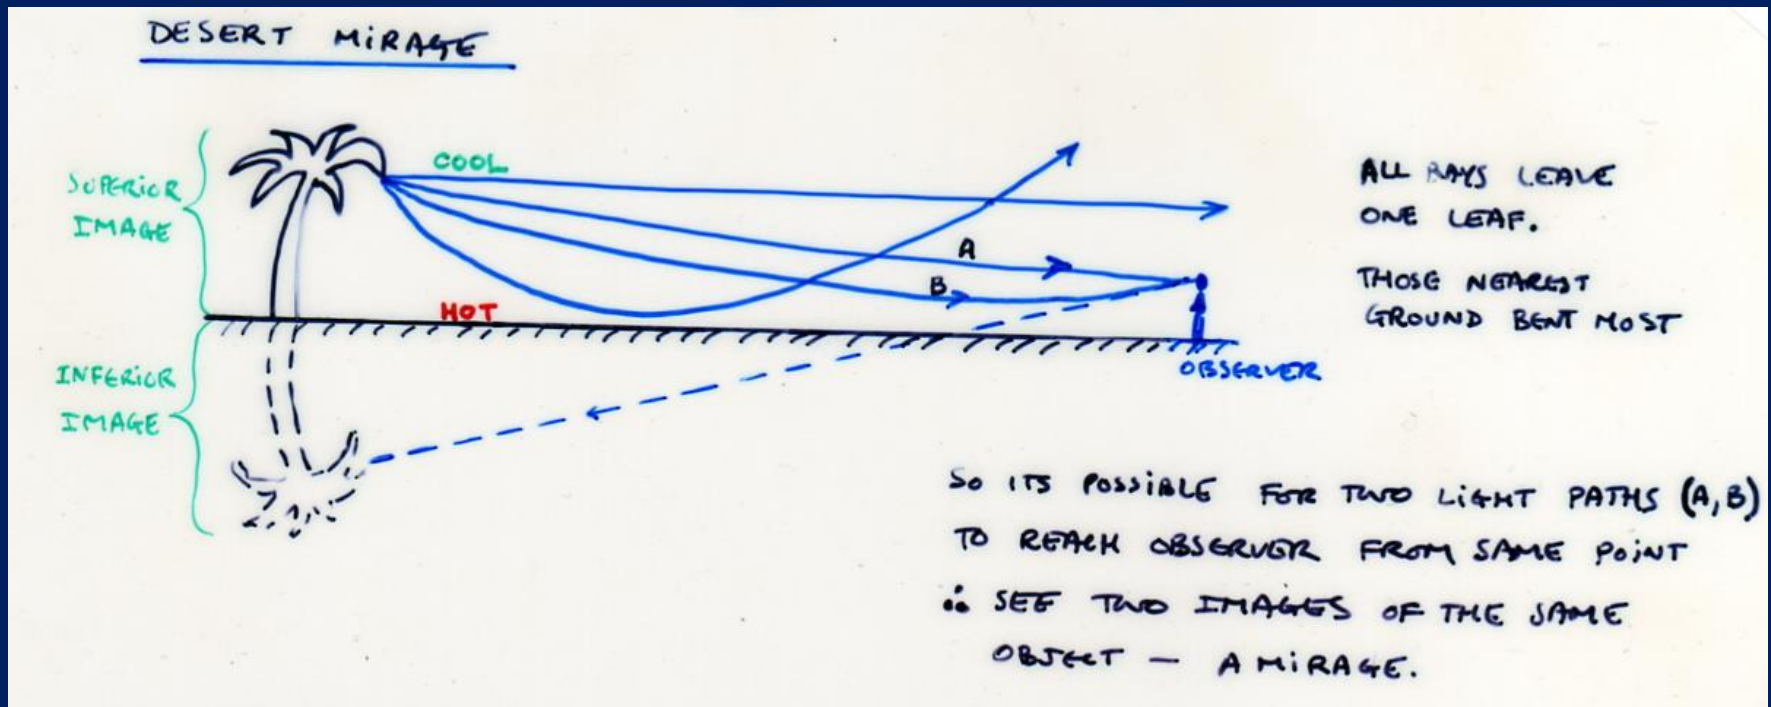 DESERT MIRAGE
COOL
SUPERIOR
IMAGE
ALL RAYS LEAVE
ONE LEAF.
A
B
THOSE NEAREST
GROUND BENT MOST
HOT
OBSERVER
INFERIOR
IMAGE
SO ITS POSSIBLE FOR TWO LIGHT PATHS (A,B)
TO REACH OBSERVER FROM SAME POINT
∴ SEE TWO IMAGES OF THE SAME
OBJECT — A MIRAGE.